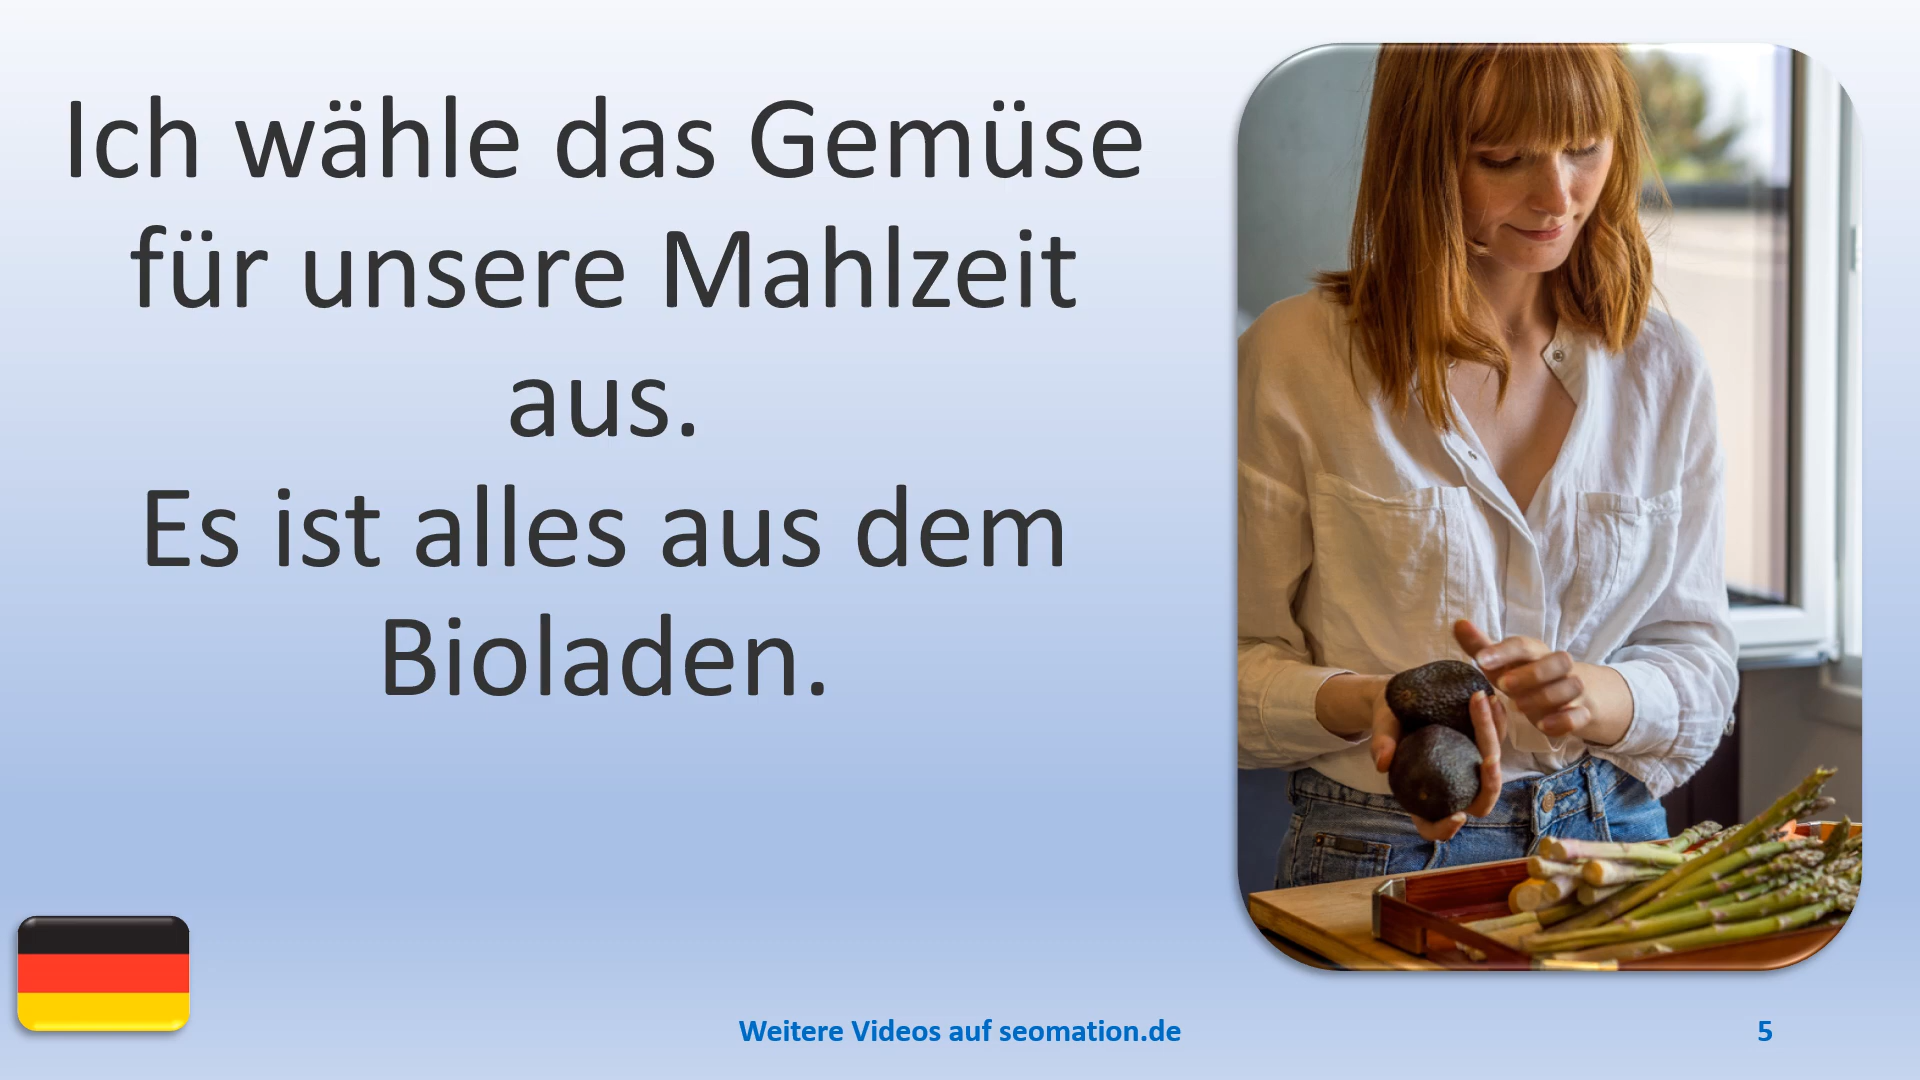 Ich wähle das Gemüse
für unsere Mahlzeit
aus.
Es ist alles aus dem
Bioladen.
Weitere Videos auf seomation.de
5